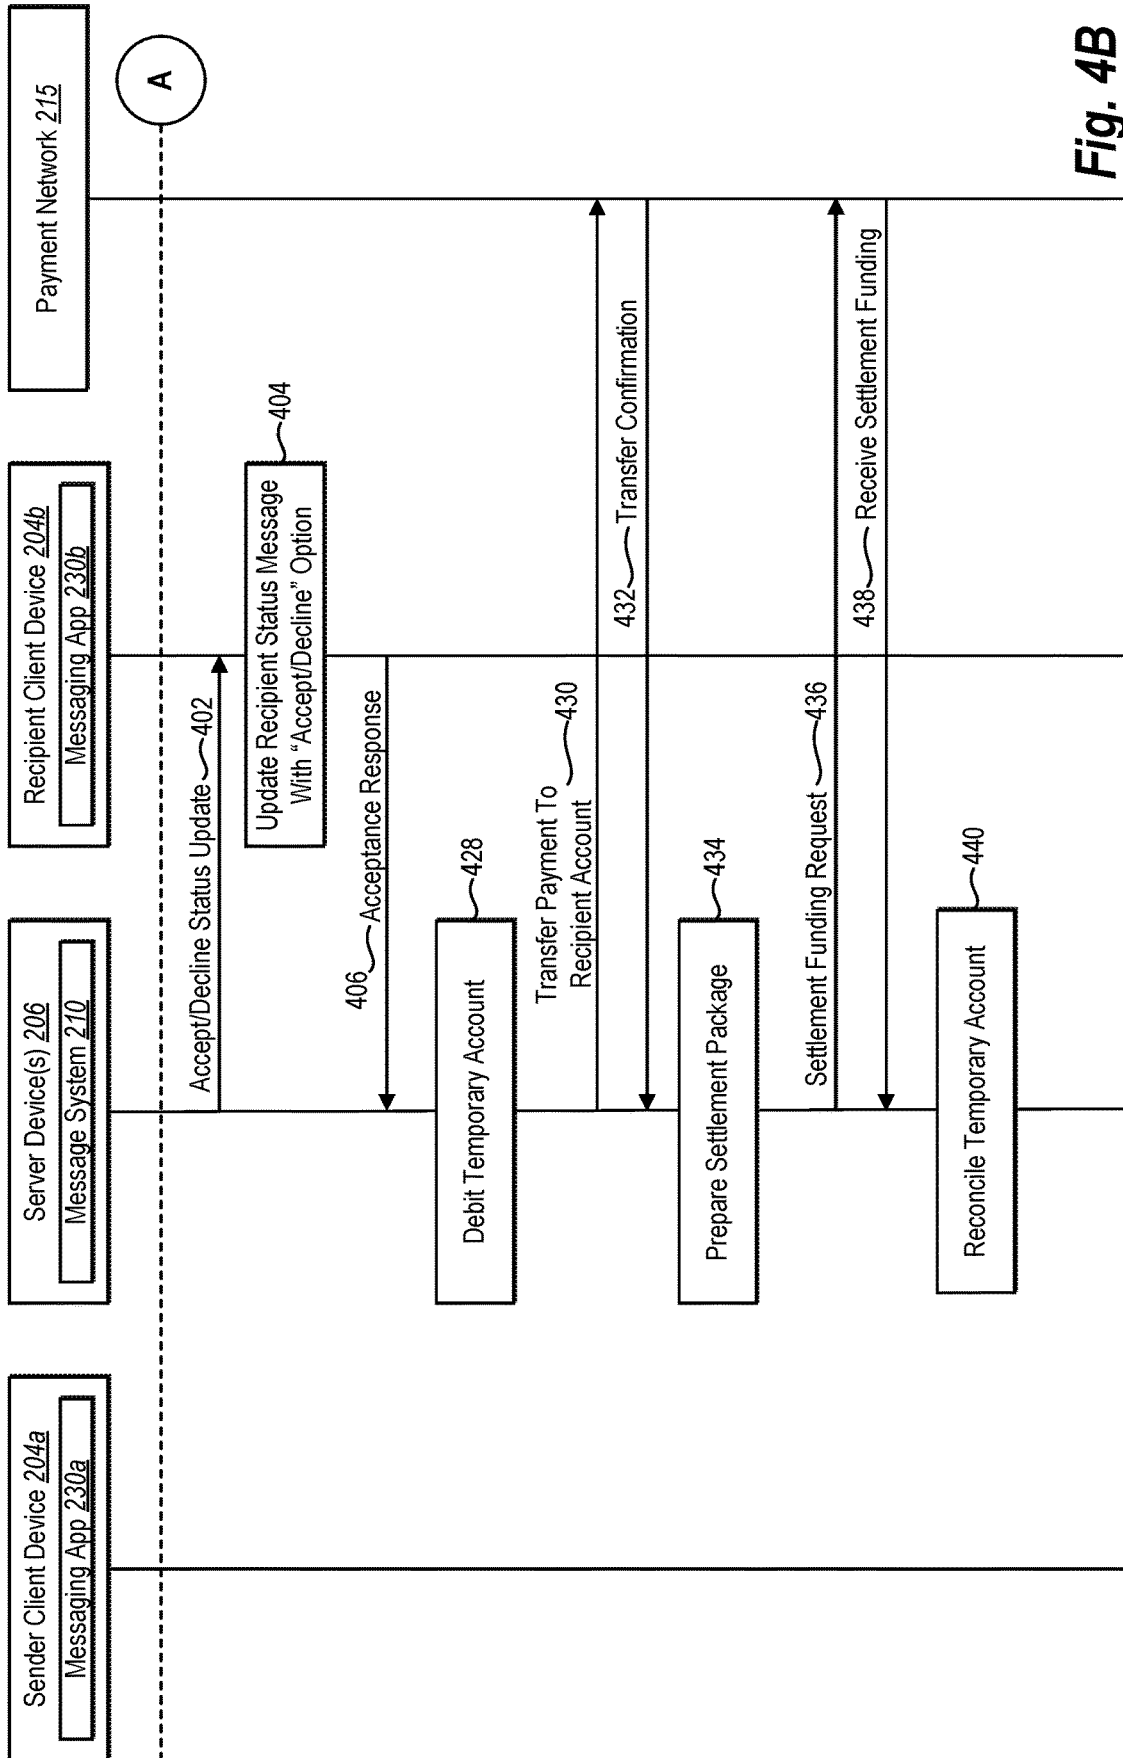 Sender Client Device 204a
Messaging App 230a
Server Device(s) 206
Message System 210
Recipient Client Device 204b
Messaging App 230b
Payment Network 215
A
Accept/Decline Status Update 402
Update Recipient Status Message
With “Accept/Decline” Option
404
406 Acceptance Response
Debit Temporary Account
428
Transfer Payment To
Recipient Account
430
432 Transfer Confirmation
Prepare Settlement Package
434
Settlement Funding Request 436
438 Receive Settlement Funding
Reconcile Temporary Account
440
Fig. 4B